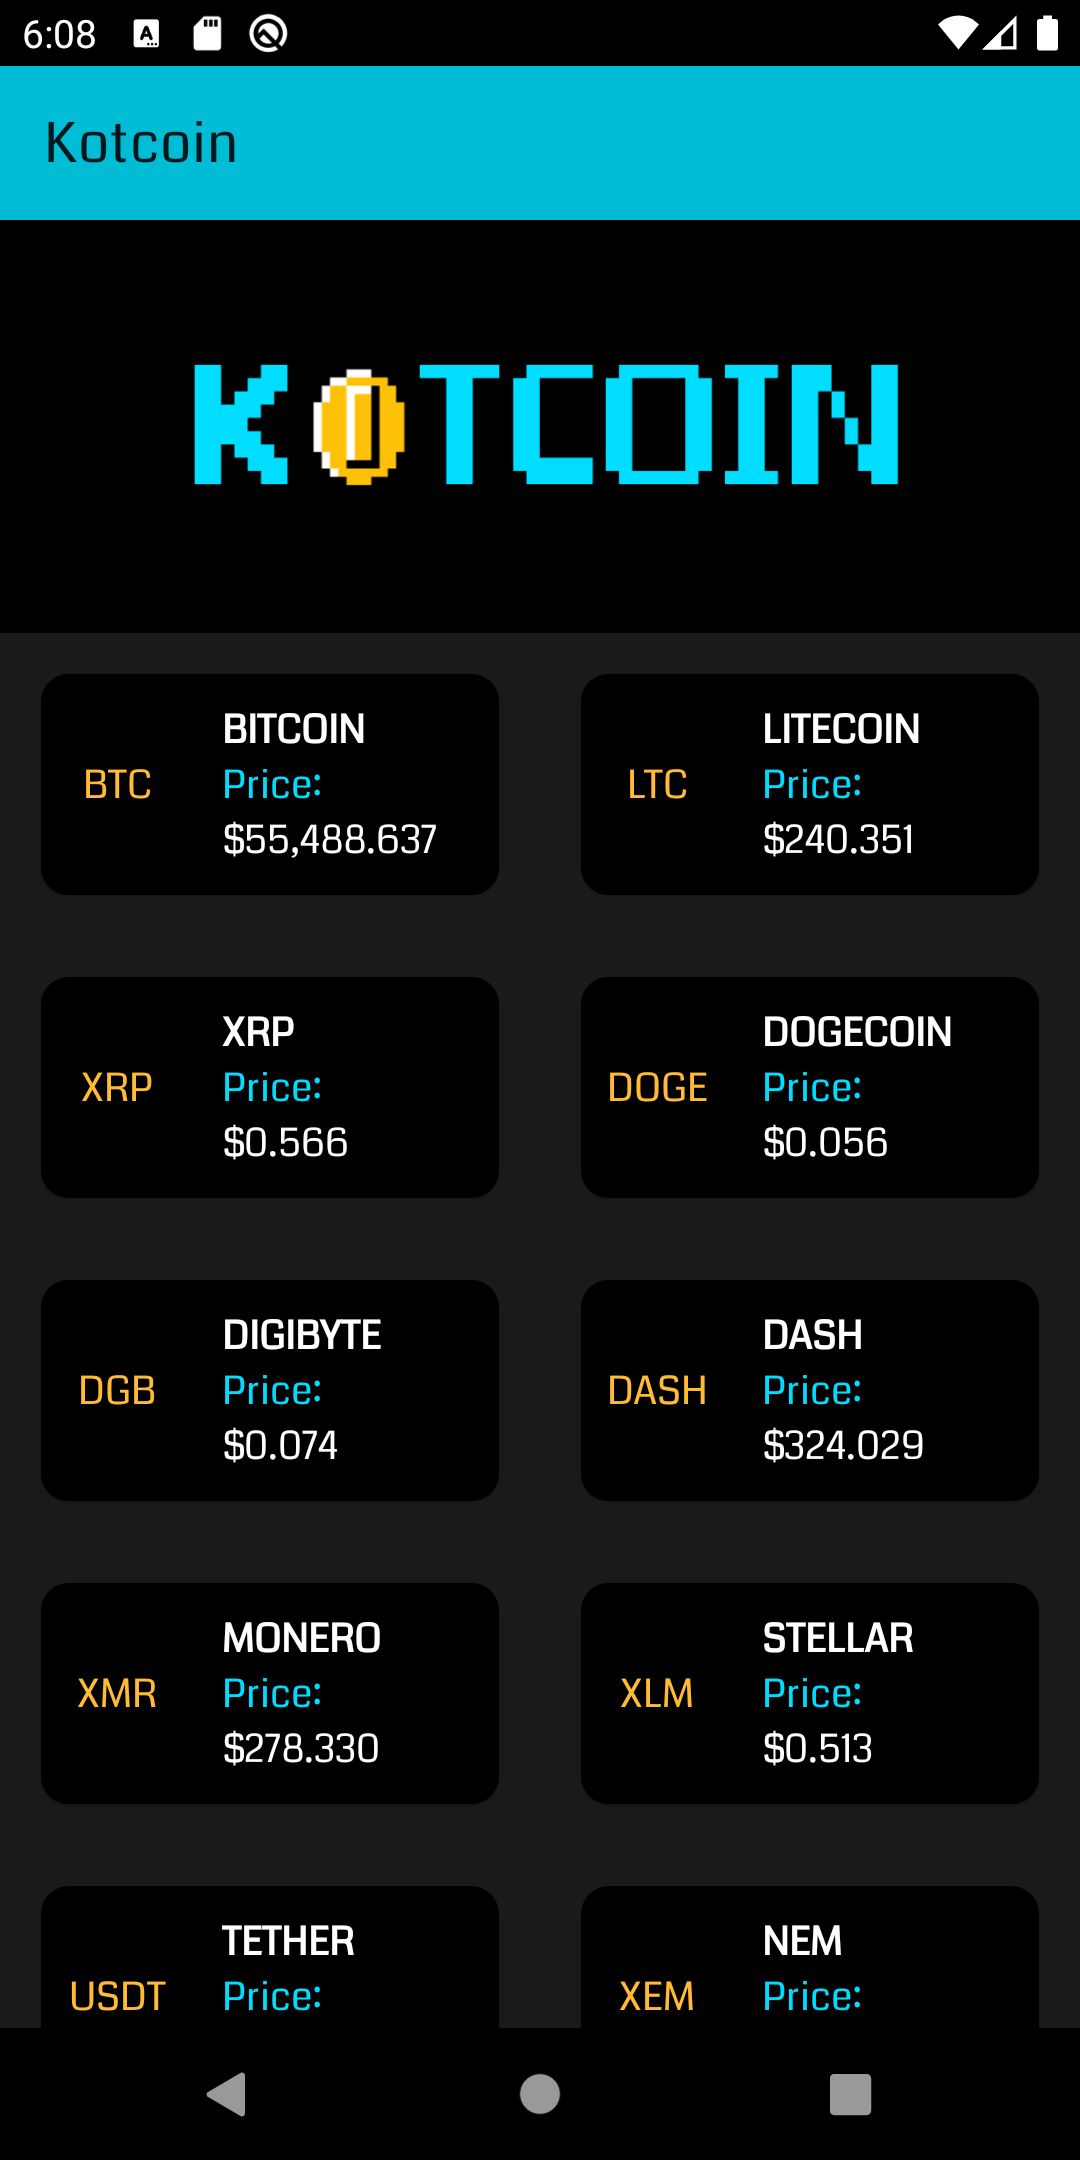 6:08
Kotcoin
KOTCOIN
BITCOIN
BTC
Price:
$55,488.637
LITECOIN
LTC
Price:
$240.351
XRP
XRP
Price:
$0.566
DOGECOIN
DOGE
Price:
$0.056
DIGIBYTE
DGB
Price:
$0.074
DASH
DASH
Price:
$324.029
MONERO
XMR
Price:
$278.330
STELLAR
XLM
Price:
$0.513
TETHER
USDT
Price:
NEM
XEM
Price: